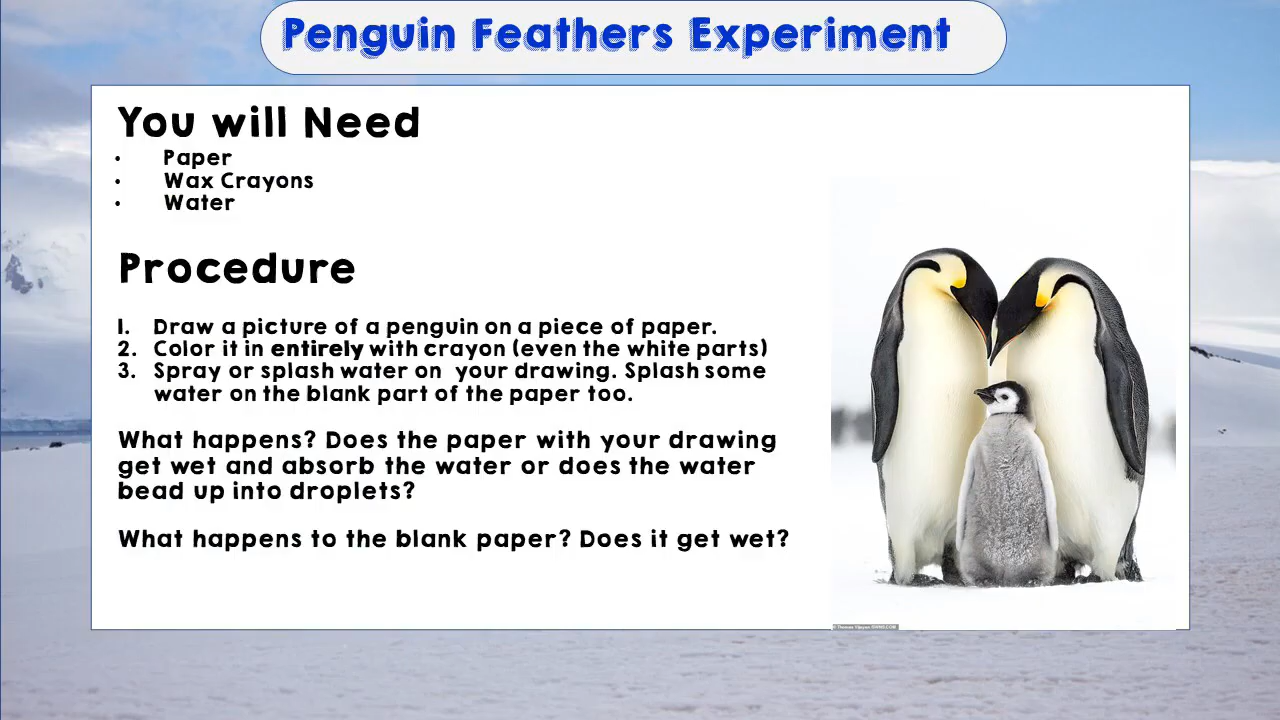 Penguin Feathers Experiment
You will Need
• Paper
• Wax Crayons
• Water
Procedure
1. Draw a picture of a penguin on a piece of paper.
2. Color it in entirely with crayon (even the white parts)
3. Spray or splash water on your drawing. Splash some
water on the blank part of the paper too.
What happens? Does the paper with your drawing
get wet and absorb the water or does the water
bead up into droplets?
What happens to the blank paper? Does it get wet?